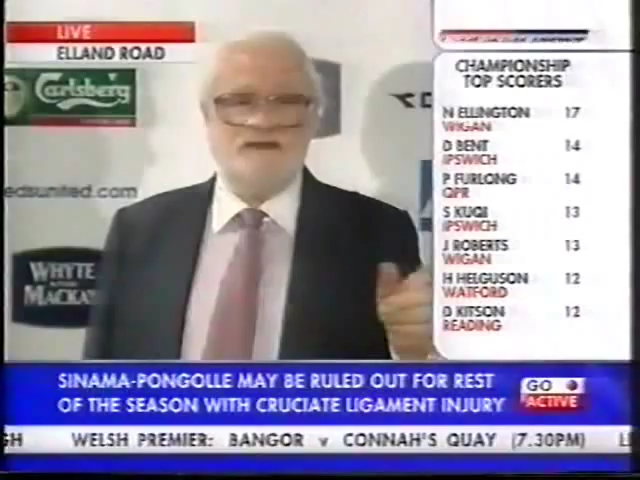 LIVE
ELLAND ROAD
Carlsberg
edsunited.com
WHYTE
MACKAY
CHAMPIONSHIP
TOP SCORERS
N ELLINGTON 17
WIGAN
D BENT 14
IPSWICH
P FURLONG 14
QPR
S KUQI 13
IPSWICH
J ROBERTS 13
WIGAN
H HELGUSON 12
WATFORD
D KITSON 12
READING
SINAMA-PONGOLLE MAY BE RULED OUT FOR REST
OF THE SEASON WITH CRUCIATE LIGAMENT INJURY
GO
ACTIVE
GH WELSH PREMIER: BANGOR v CONNAH'S QUAY (7.30PM) LE